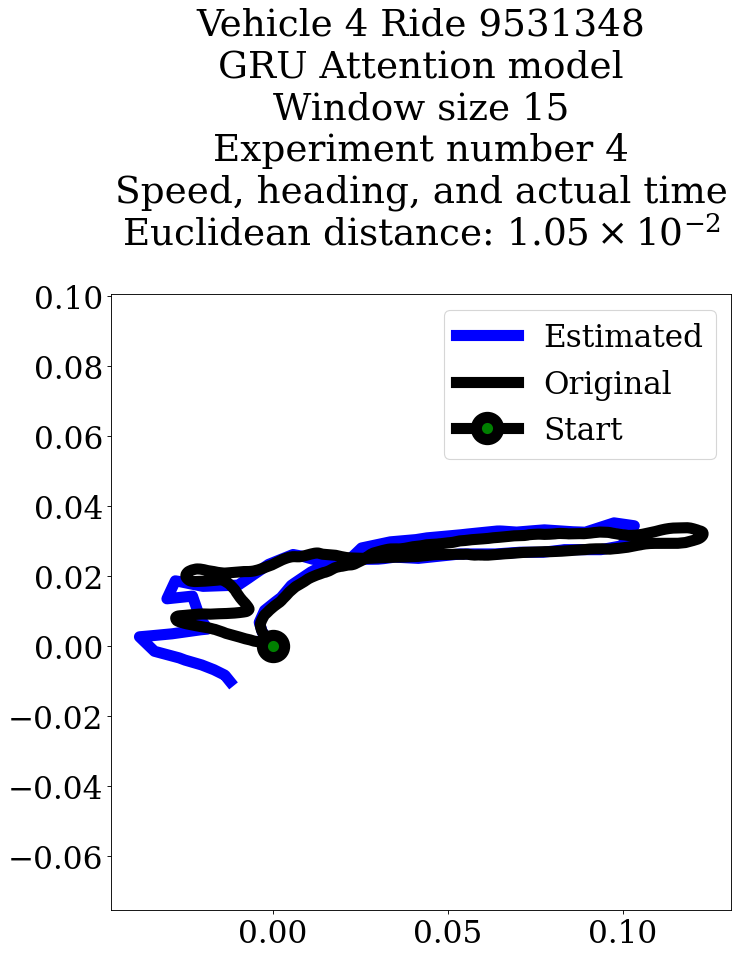 Vehicle 4 Ride 9531348
GRU Attention model
Window size 15
Experiment number 4
Speed, heading, and actual time
Euclidean distance: 1.05 × 10⁻²
0.10
0.08
0.06
0.04
0.02
0.00
−0.02
−0.04
−0.06
Estimated
Original
Start
0.00 0.05 0.10